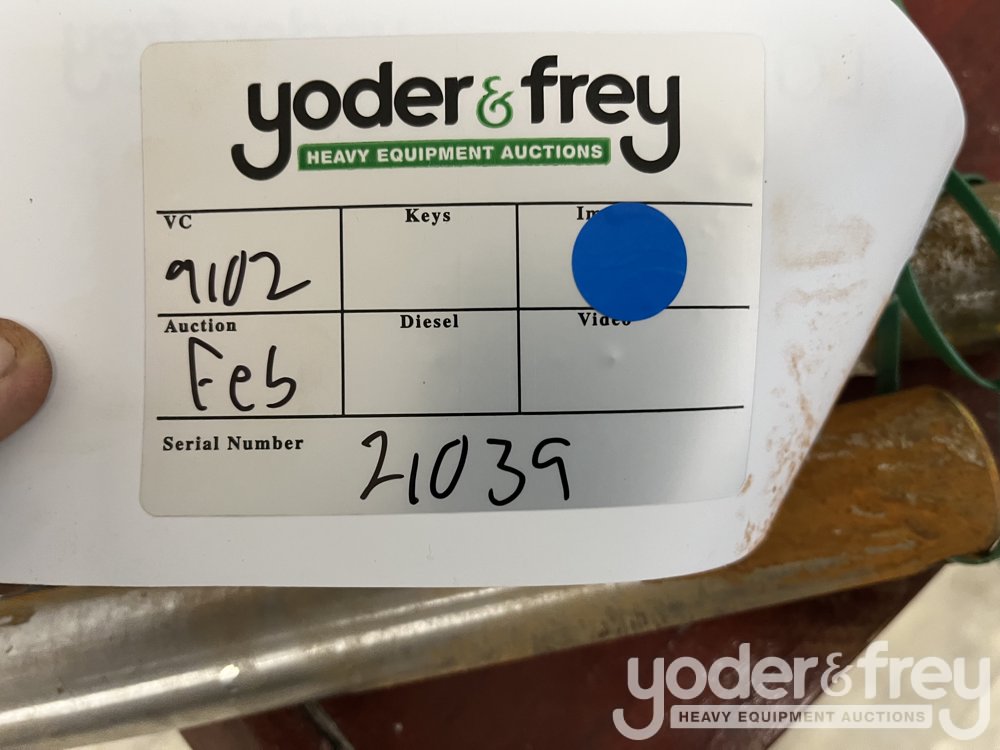 yoder & frey
HEAVY EQUIPMENT AUCTIONS
VC Keys
9102
Auction Diesel Video
Feb
Serial Number 21039
yoder & frey
HEAVY EQUIPMENT AUCTIONS